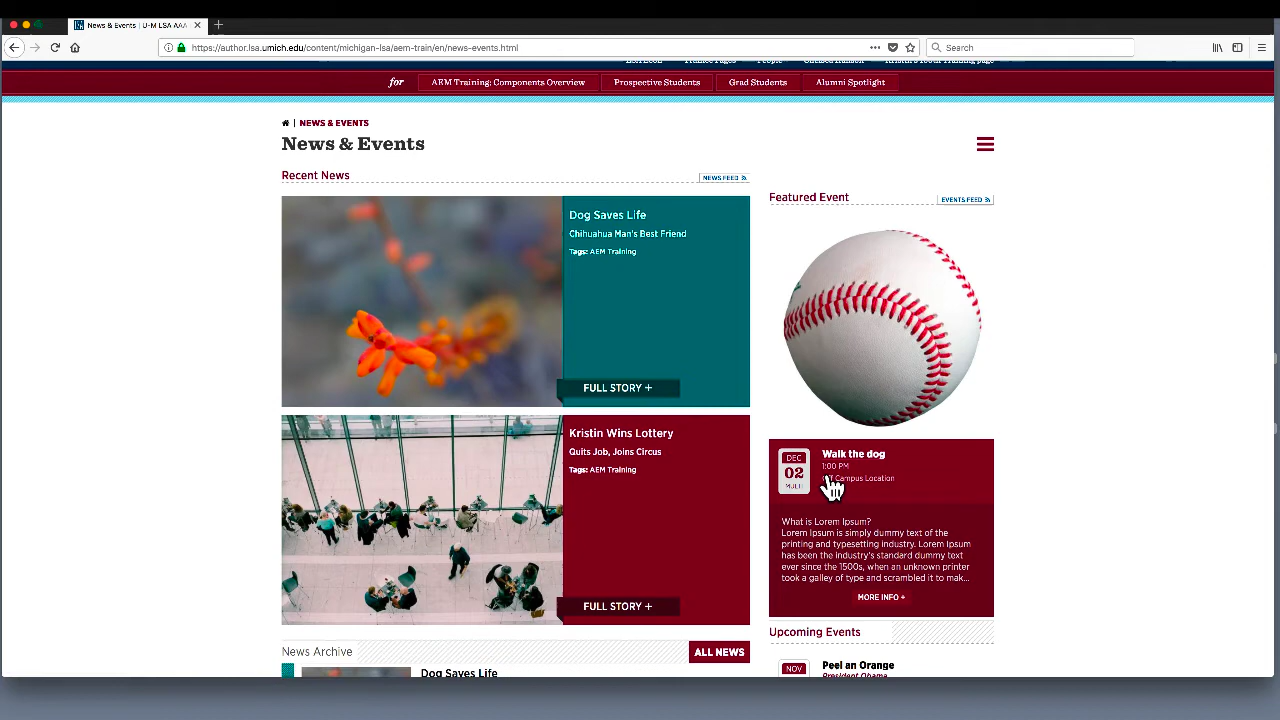 News & Events | U-M LSA AAA
https://author.lsa.umich.edu/content/michigan-lsa/aem-train/en/news-events.html
Search
for
AEM Training: Components Overview
Prospective Students
Grad Students
Alumni Spotlight
| NEWS & EVENTS
News & Events
Recent News
NEWS FEED
Dog Saves Life
Chihuahua Man's Best Friend
Tags: AEM Training
FULL STORY +
Kristin Wins Lottery
Quits Job, Joins Circus
Tags: AEM Training
FULL STORY +
News Archive
ALL NEWS
Dog Saves Life
Featured Event
EVENTS FEED
DEC
02
MULTI
Walk the dog
1:00 PM
Campus Location
What is Lorem Ipsum?
Lorem Ipsum is simply dummy text of the
printing and typesetting industry. Lorem Ipsum
has been the industry's standard dummy text
ever since the 1500s, when an unknown printer
took a galley of type and scrambled it to mak...
MORE INFO +
Upcoming Events
NOV
Peel an Orange
President Obama